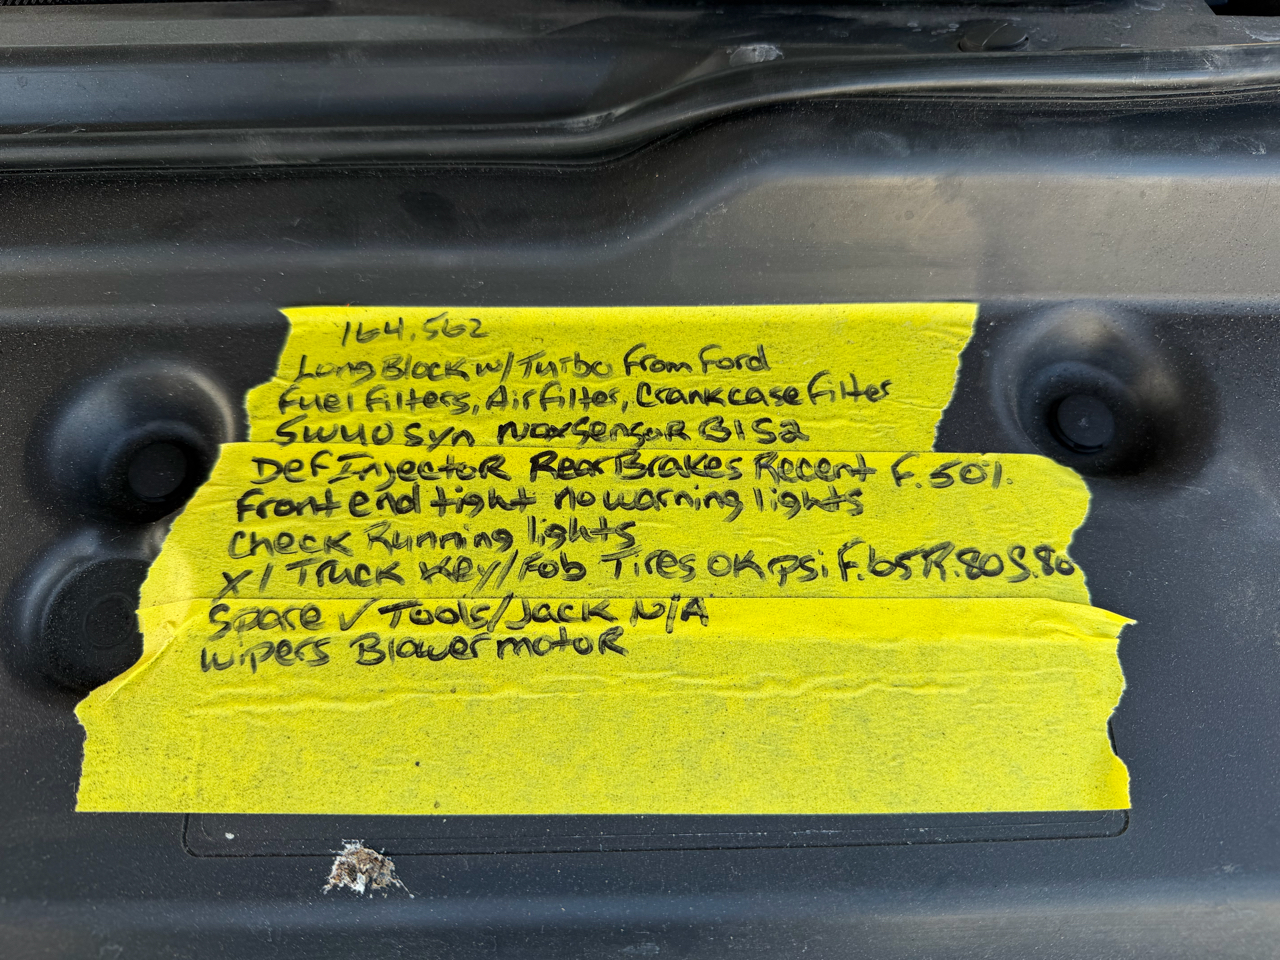 164,562
Long Block w/ Turbo From Ford
Fuel Filters, Air filter, Crankcase filter
5W40 Syn NOX Sensor B1S2
Def Injector Rear Brakes Recent F.50%.
Front end tight no warning lights
Check Running lights
x1 Truck Key/Fob Tires OK psi F.65 R.80 S.80
Spare ✓ Tools/Jack N/A
Wipers Blower motor